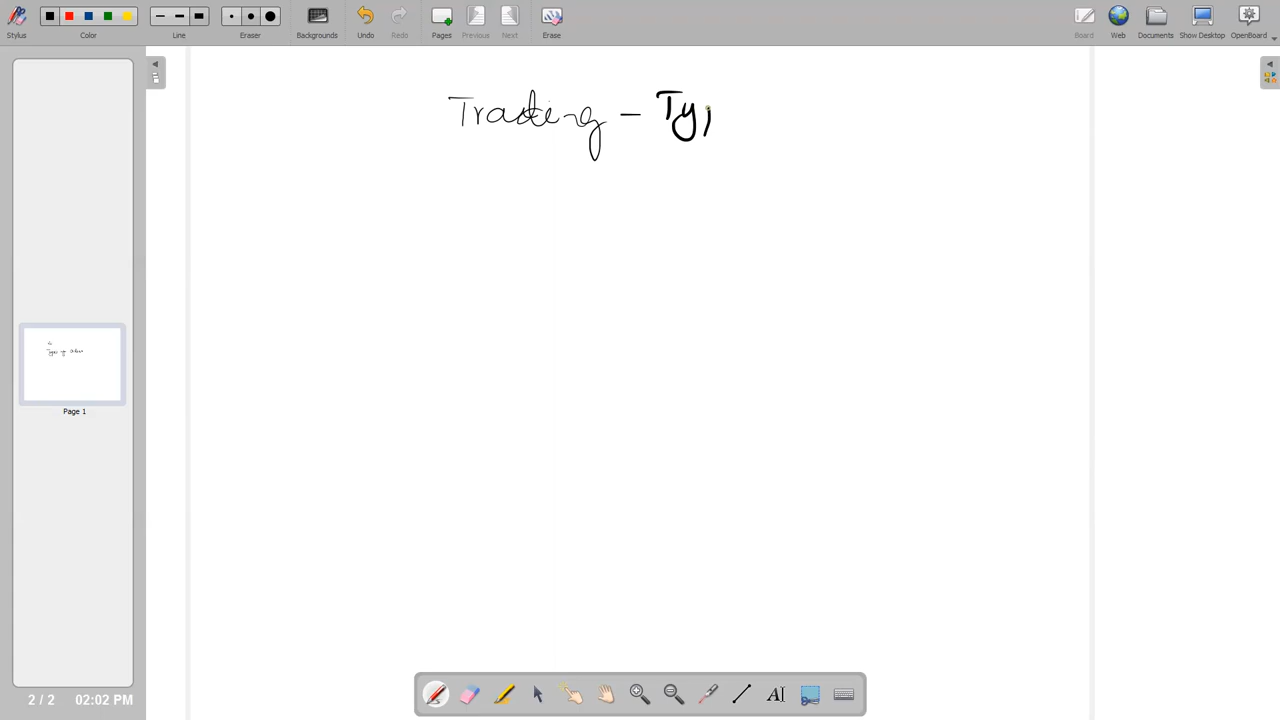 Stylus
Color
Line
Eraser
Backgrounds
Undo
Redo
Pages
Previous
Next
Erase
Board
Web
Documents
Show Desktop
OpenBoard
Trading – Typ
Page 1
2 / 2 02:02 PM